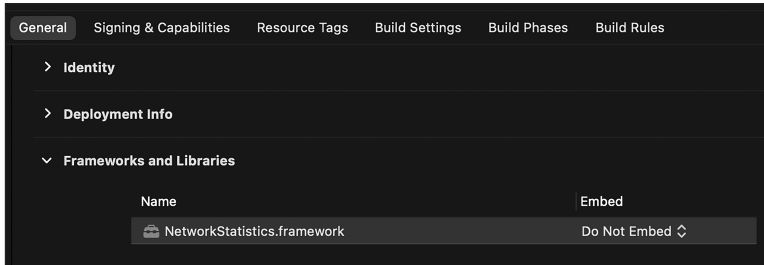 General Signing & Capabilities Resource Tags Build Settings Build Phases Build Rules
Identity
Deployment Info
Frameworks and Libraries
Name Embed
NetworkStatistics.framework Do Not Embed